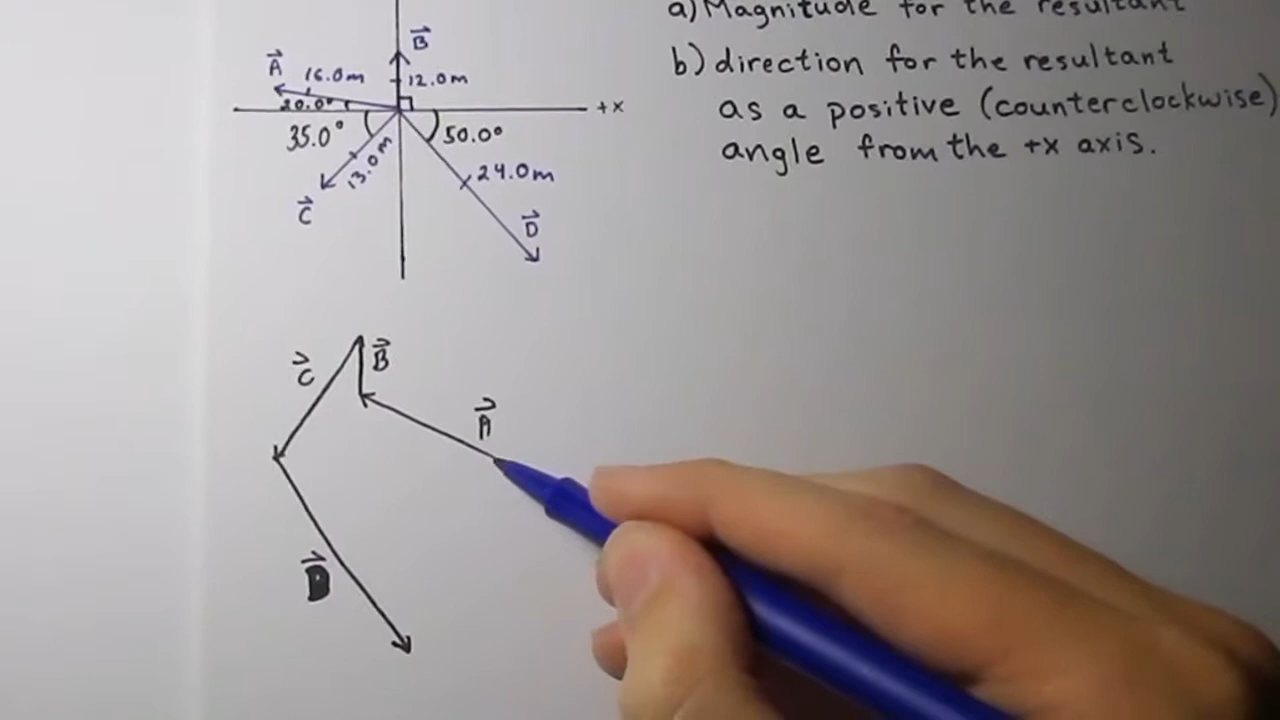 a) Magnitude for the resultant
b) direction for the resultant
as a positive (counterclockwise)
angle from the +x axis.
B
A 16.0m 12.0m
20.0° +x
35.0° 50.0°
13.0m 24.0m
C
D
C B
A
D